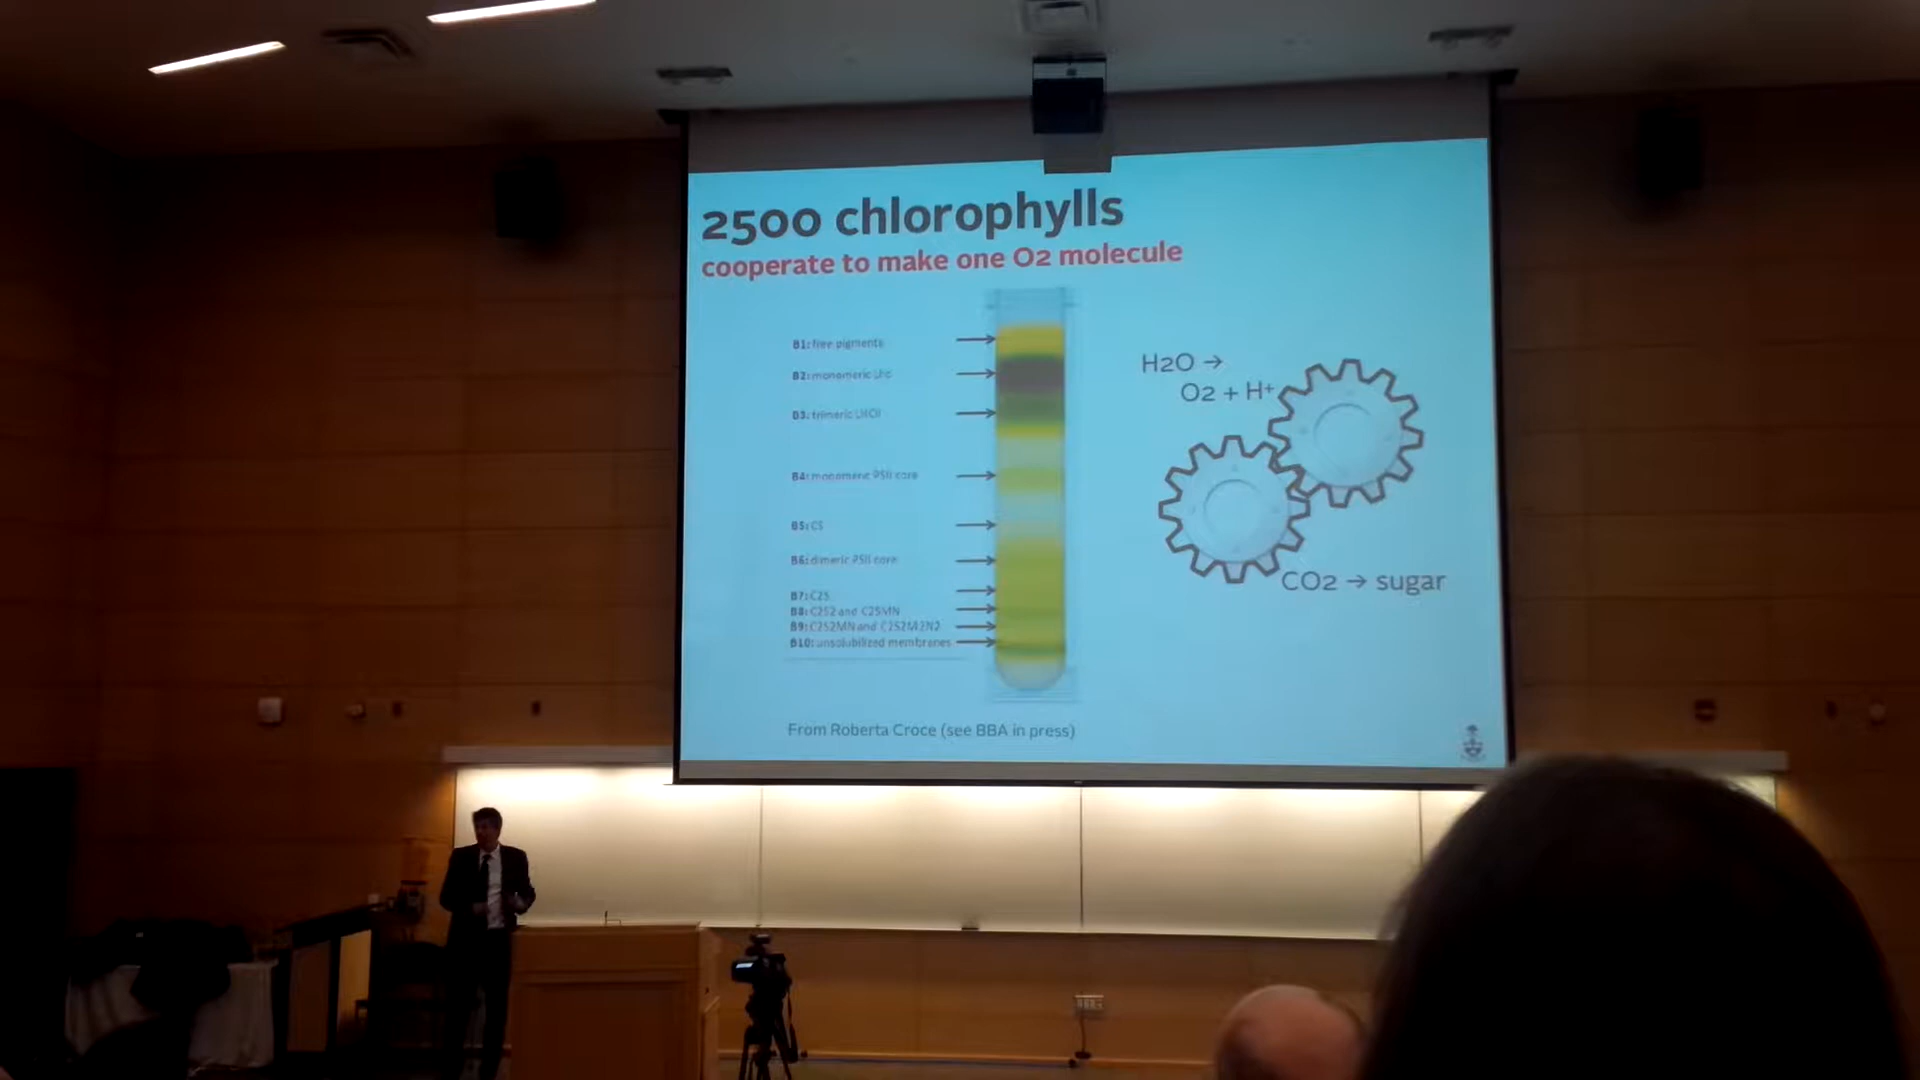 2500 chlorophylls
cooperate to make one O2 molecule
B1: free pigments
B2: monomeric Lhc
B3: trimeric LHCII
B4: monomeric PSII core
B5: CS
B6: dimeric PSII core
B7: C2S
B8: C2S2 and C2SMN
B9: C2S2MN and C2S2M2N2
B10: unsolubilized membranes
H2O →
O2 + H+
CO2 → sugar
From Roberta Croce (see BBA in press)